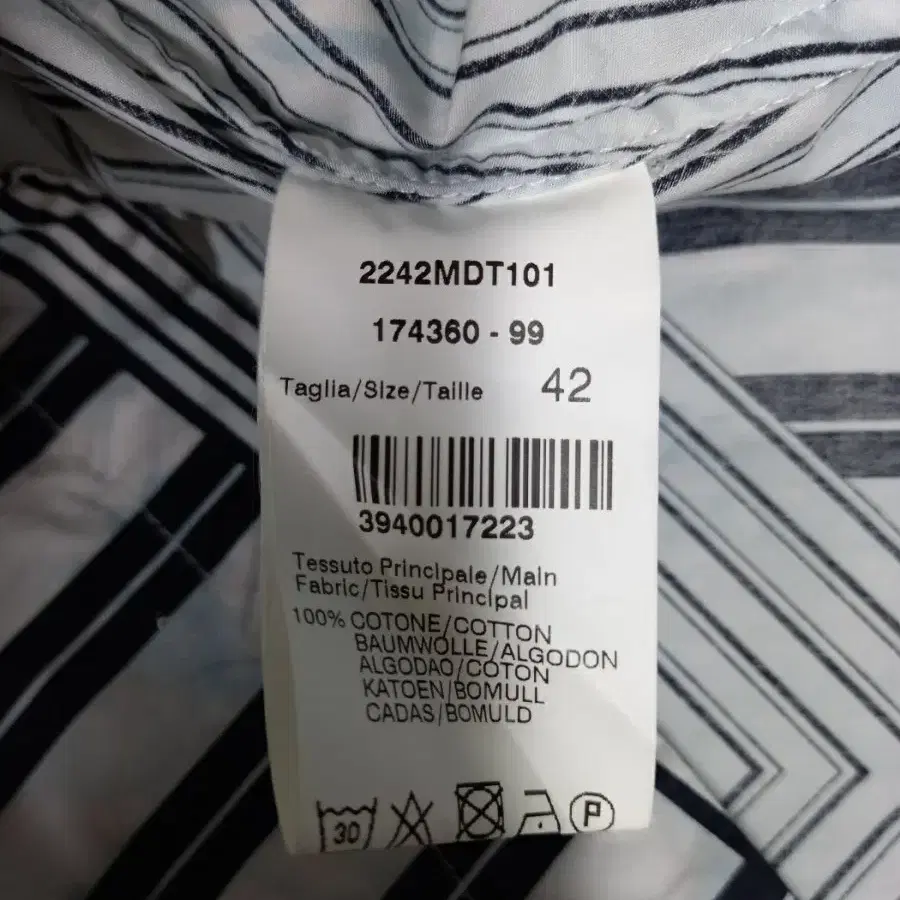 2242MDT101
174360 - 99
Taglia/Size/Taille 42
3940017223
Tessuto Principale/Main
Fabric/Tissu Principal
100% COTONE/COTTON
BAUMWOLLE/ALGODON
ALGODAO/COTON
KATOEN/BOMULL
CADAS/BOMULD
30 P